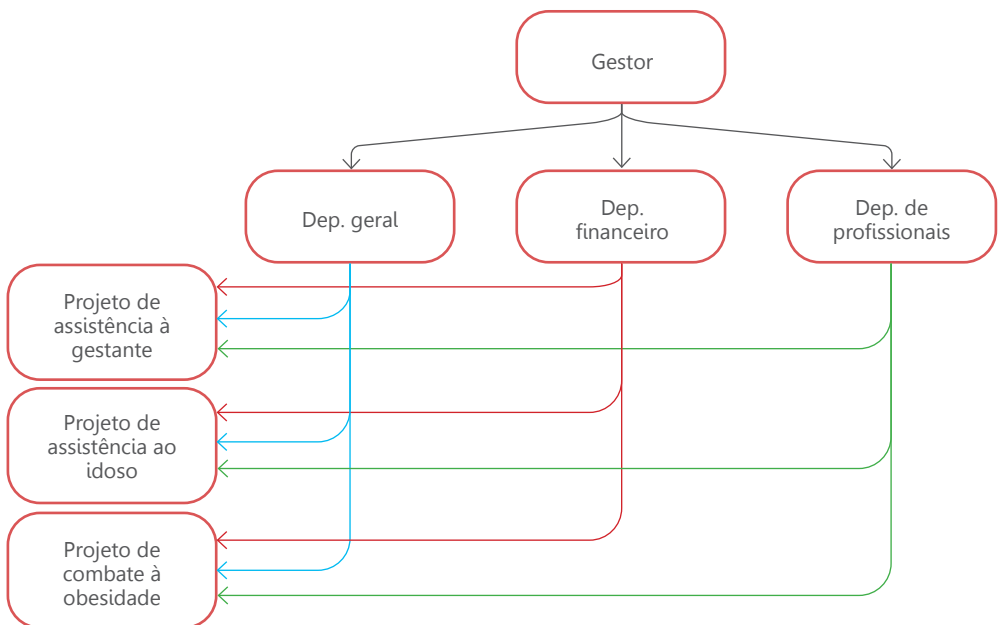 Gestor
Dep. geral
Dep.
financeiro
Dep. de
profissionais
Projeto de
assistência à
gestante
Projeto de
assistência ao
idoso
Projeto de
combate à
obesidade